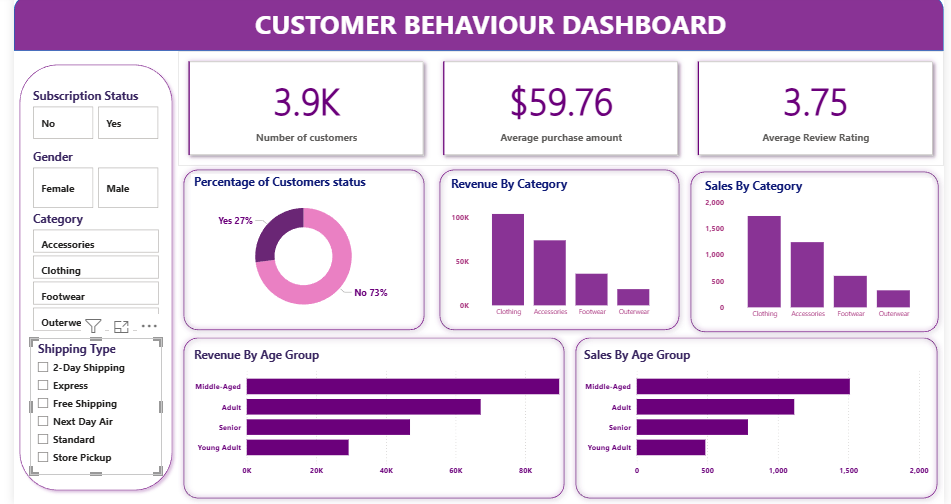 CUSTOMER BEHAVIOUR DASHBOARD
Subscription Status
No
Yes
Gender
Female
Male
Category
Accessories
Clothing
Footwear
Outerwe
Shipping Type
2-Day Shipping
Express
Free Shipping
Next Day Air
Standard
Store Pickup
3.9K
Number of customers
$59.76
Average purchase amount
3.75
Average Review Rating
Percentage of Customers status
Yes 27%
No 73%
Revenue By Category
100K
50K
0K
Clothing Accessories Footwear Outerwear
Sales By Category
2,000
1,500
1,000
500
0
Clothing Accessories Footwear Outerwear
Revenue By Age Group
Middle-Aged
Adult
Senior
Young Adult
0K 20K 40K 60K 80K
Sales By Age Group
Middle-Aged
Adult
Senior
Young Adult
0 500 1,000 1,500 2,000